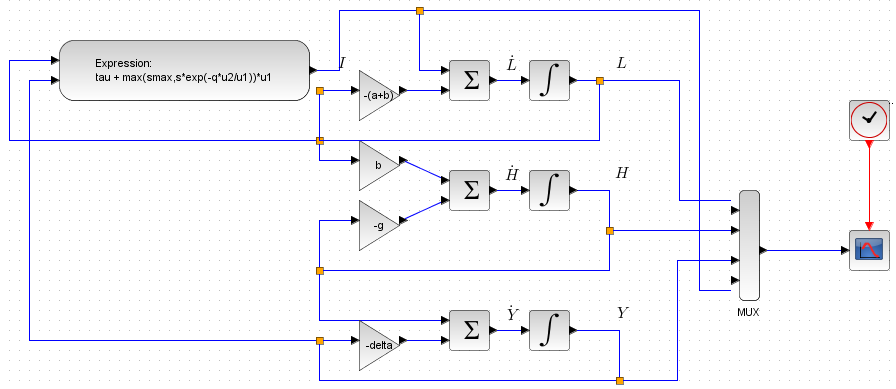 Expression:
tau + max(smax,s*exp(-q*u2/u1))*u1
I
-(a+b)
Σ
L̇
∫
L
b
Σ
Ḣ
∫
H
-g
Σ
Ẏ
∫
Y
-delta
MUX